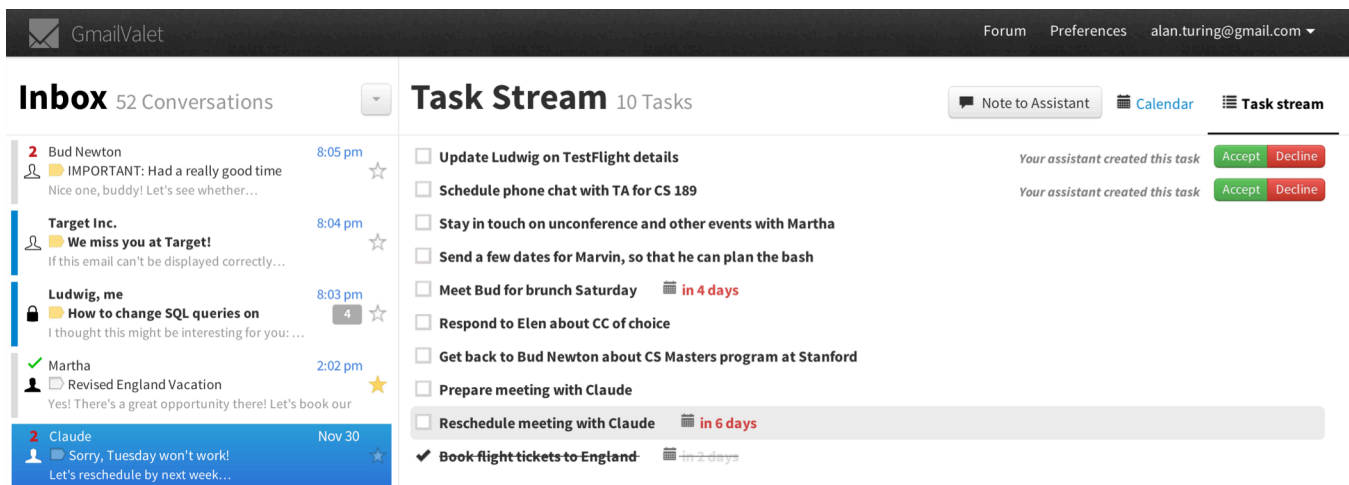 GmailValet
Forum Preferences alan.turing@gmail.com
Inbox 52 Conversations
2 Bud Newton 8:05 pm
IMPORTANT: Had a really good time
Nice one, buddy! Let's see whether…
Target Inc. 8:04 pm
We miss you at Target!
If this email can't be displayed correctly…
Ludwig, me 8:03 pm
How to change SQL queries on 4
I thought this might be interesting for you: …
Martha 2:02 pm
Revised England Vacation
Yes! There's a great opportunity there! Let's book our
2 Claude Nov 30
Sorry, Tuesday won't work!
Let's reschedule by next week…
Task Stream 10 Tasks
Note to Assistant Calendar Task stream
Update Ludwig on TestFlight details Your assistant created this task Accept Decline
Schedule phone chat with TA for CS 189 Your assistant created this task Accept Decline
Stay in touch on unconference and other events with Martha
Send a few dates for Marvin, so that he can plan the bash
Meet Bud for brunch Saturday in 4 days
Respond to Elen about CC of choice
Get back to Bud Newton about CS Masters program at Stanford
Prepare meeting with Claude
Reschedule meeting with Claude in 6 days
Book flight tickets to England in 2 days